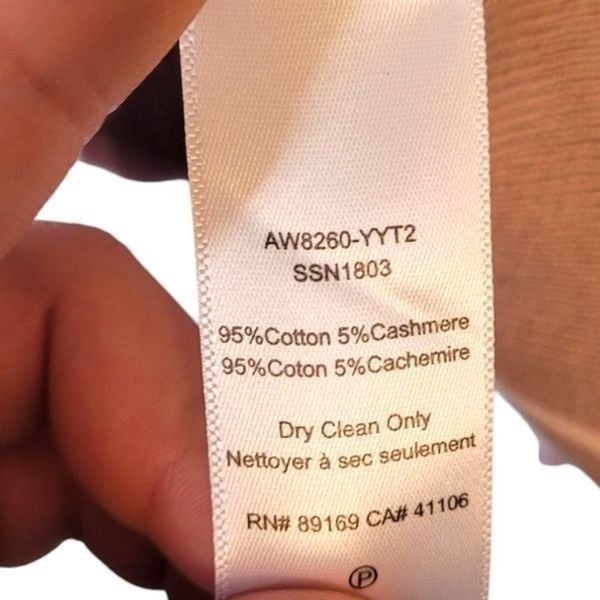 AW8260-YYT2
SSN1803
95%Cotton 5%Cashmere
95%Coton 5%Cachemire
Dry Clean Only
Nettoyer à sec seulement
RN# 89169 CA# 41106
Ⓟ